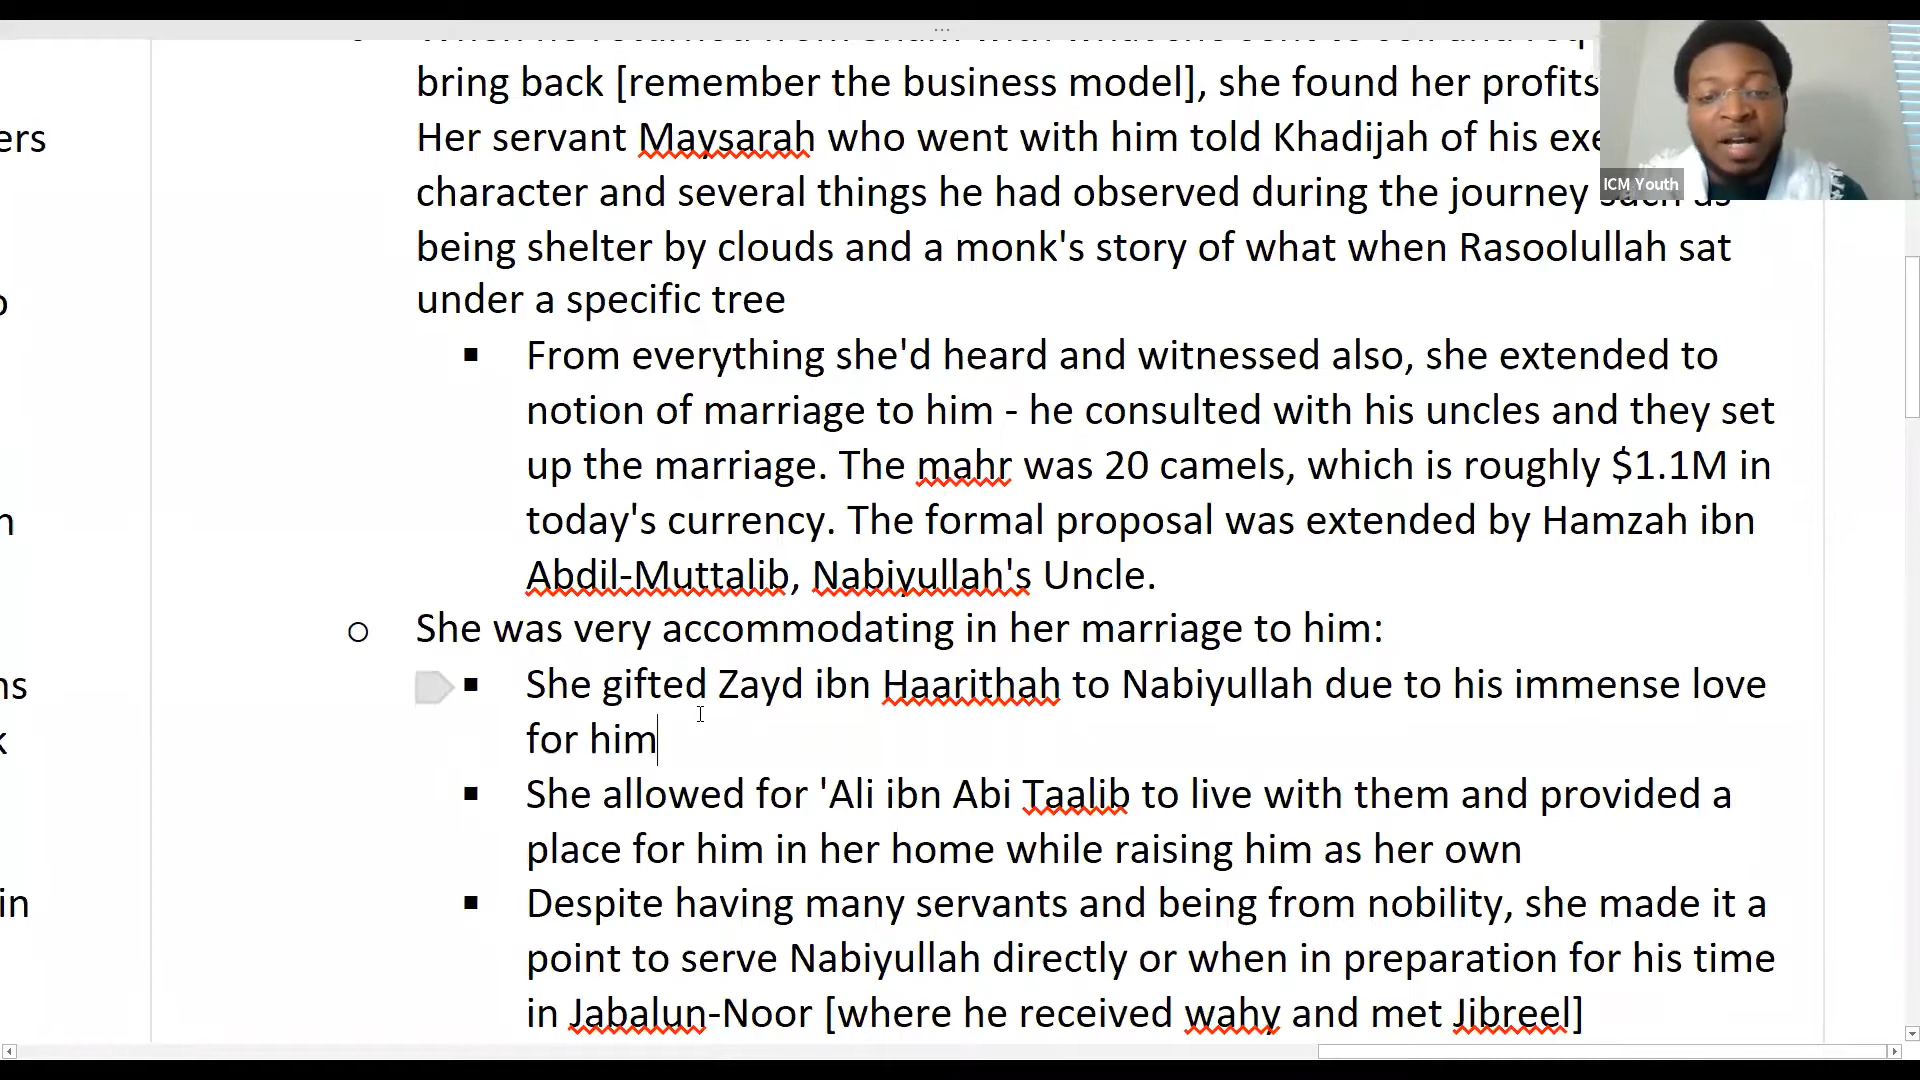 bring back [remember the business model], she found her profits
Her servant Maysarah who went with him told Khadijah of his
character and several things he had observed during the journey such as
being shelter by clouds and a monk's story of what when Rasoolullah sat
under a specific tree
▪ From everything she'd heard and witnessed also, she extended to
notion of marriage to him - he consulted with his uncles and they set
up the marriage. The mahr was 20 camels, which is roughly $1.1M in
today's currency. The formal proposal was extended by Hamzah ibn
Abdil-Muttalib, Nabiyullah's Uncle.
o She was very accommodating in her marriage to him:
▪ She gifted Zayd ibn Haarithah to Nabiyullah due to his immense love
for him
▪ She allowed for 'Ali ibn Abi Taalib to live with them and provided a
place for him in her home while raising him as her own
▪ Despite having many servants and being from nobility, she made it a
point to serve Nabiyullah directly or when in preparation for his time
in Jabalun-Noor [where he received wahy and met Jibreel]
ICM Youth